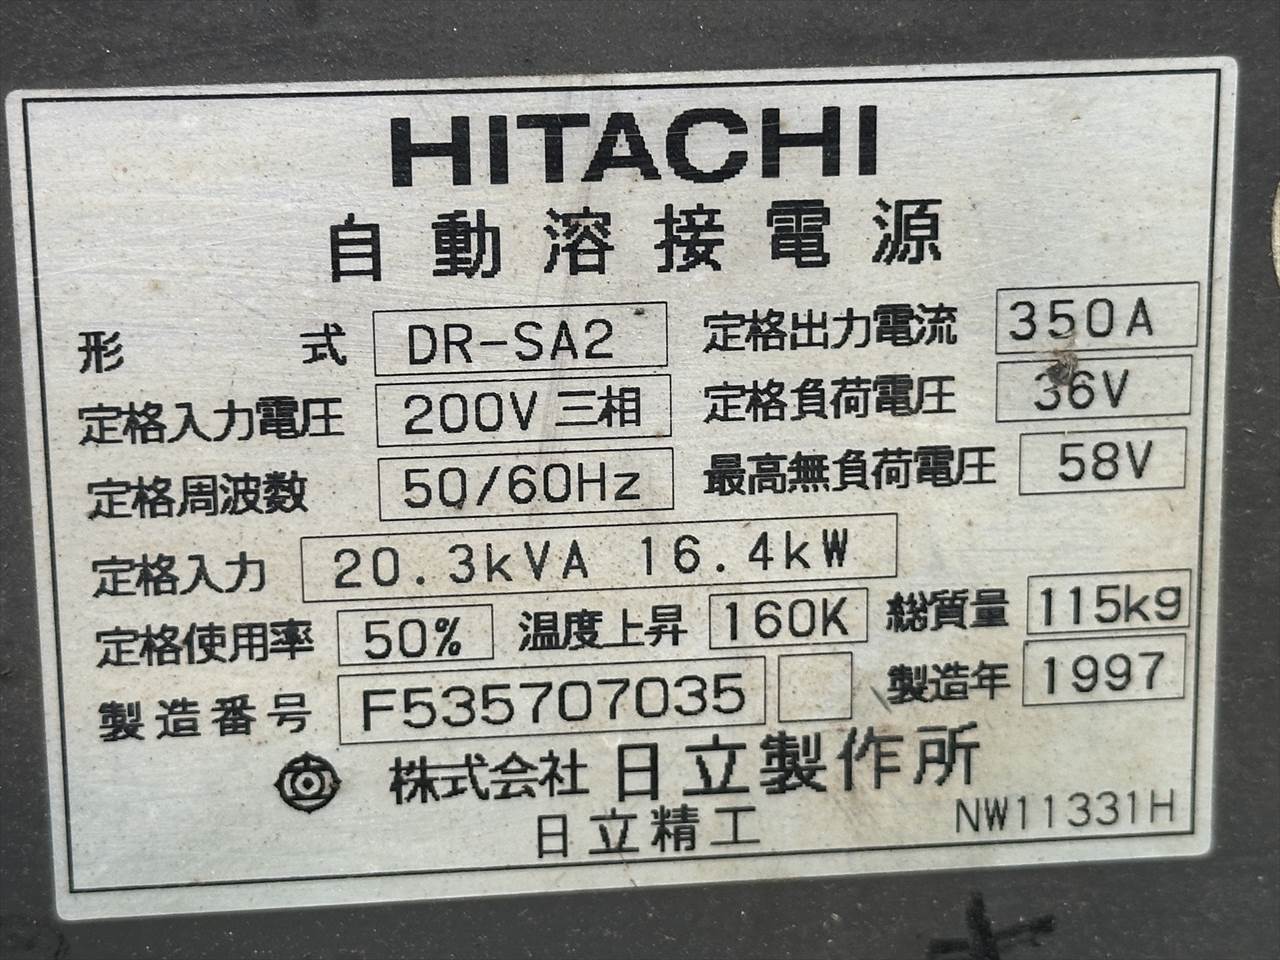 HITACHI
自動溶接電源
形式 DR-SA2 定格出力電流 350A
定格入力電圧 200V 三相 定格負荷電圧 36V
定格周波数 50/60Hz 最高無負荷電圧 58V
定格入力 20.3kVA 16.4kW
定格使用率 50% 温度上昇 160K 総質量 115kg
製造番号 F535707035 製造年 1997
株式会社 日立製作所
日立精工 NW11331H